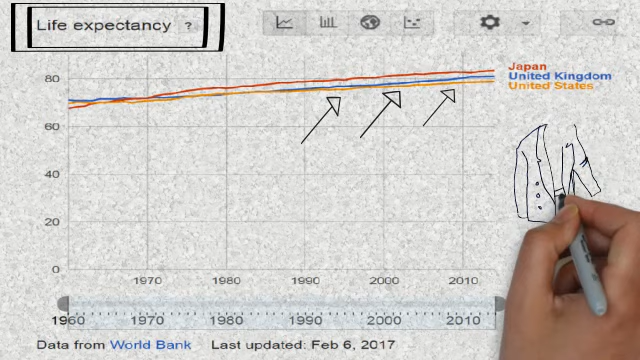 Life expectancy ?
80
60
40
20
0
Japan
United Kingdom
United States
1970 1980 1990 2000 2010
1960 1970 1980 1990 2000 2010
Data from World Bank Last updated: Feb 6, 2017